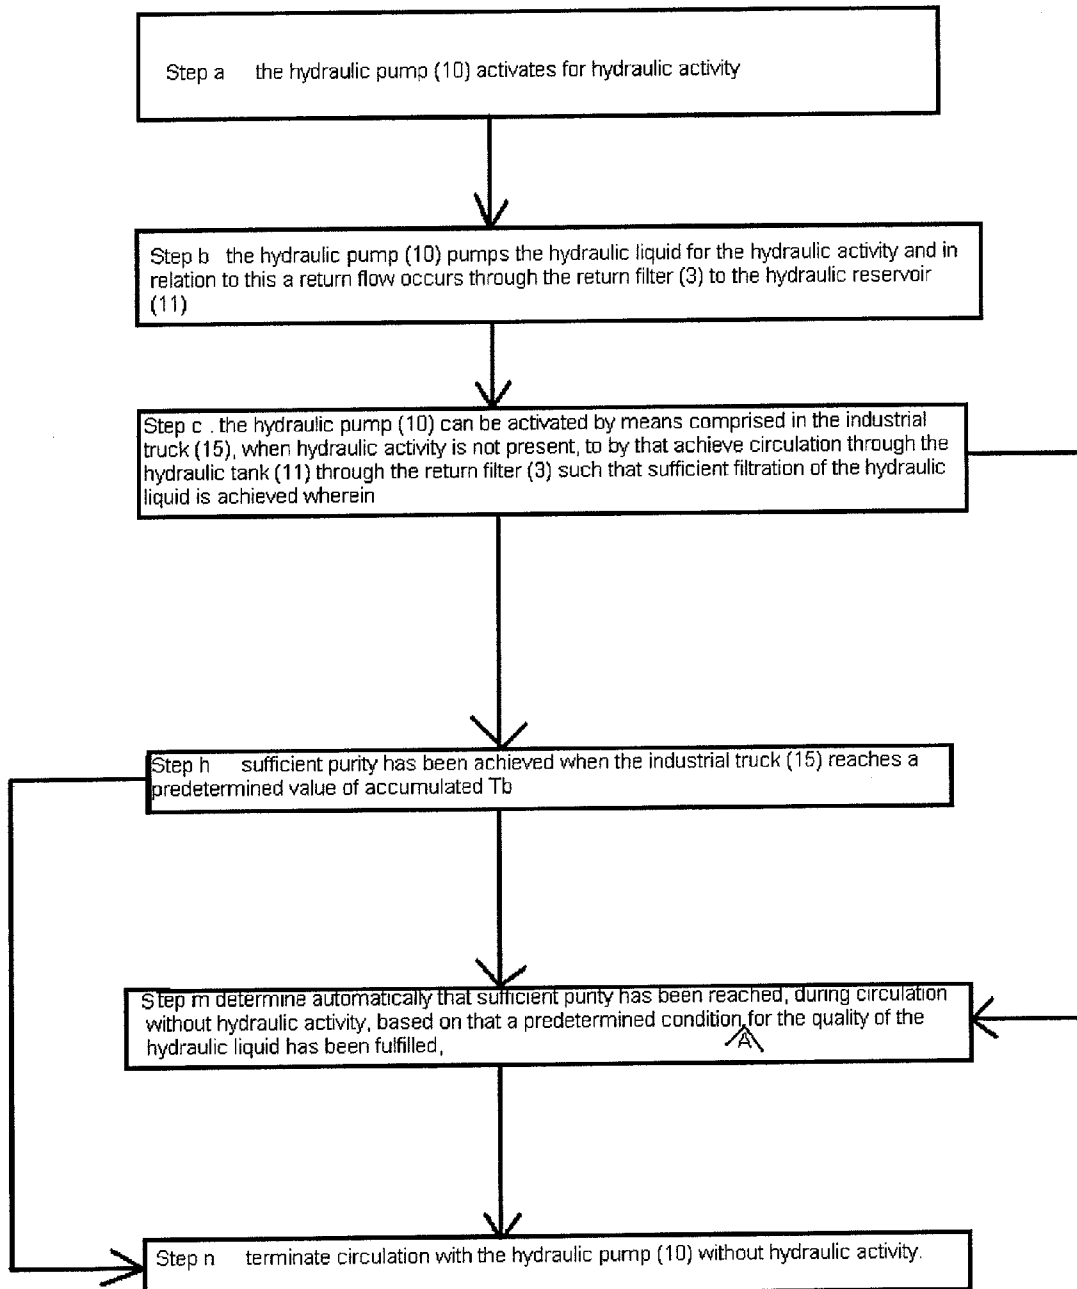 Step a the hydraulic pump (10) activates for hydraulic activity
Step b the hydraulic pump (10) pumps the hydraulic liquid for the hydraulic activity and in
relation to this a return flow occurs through the return filter (3) to the hydraulic reservoir
(11)
Step c . the hydraulic pump (10) can be activated by means comprised in the industrial
truck (15), when hydraulic activity is not present, to by that achieve circulation through the
hydraulic tank (11) through the return filter (3) such that sufficient filtration of the hydraulic
liquid is achieved wherein
Step h sufficient purity has been achieved when the industrial truck (15) reaches a
predetermined value of accumulated Tb
Step m determine automatically that sufficient purity has been reached, during circulation
without hydraulic activity, based on that a predetermined condition for the quality of the
hydraulic liquid has been fulfilled,
A
Step n terminate circulation with the hydraulic pump (10) without hydraulic activity.